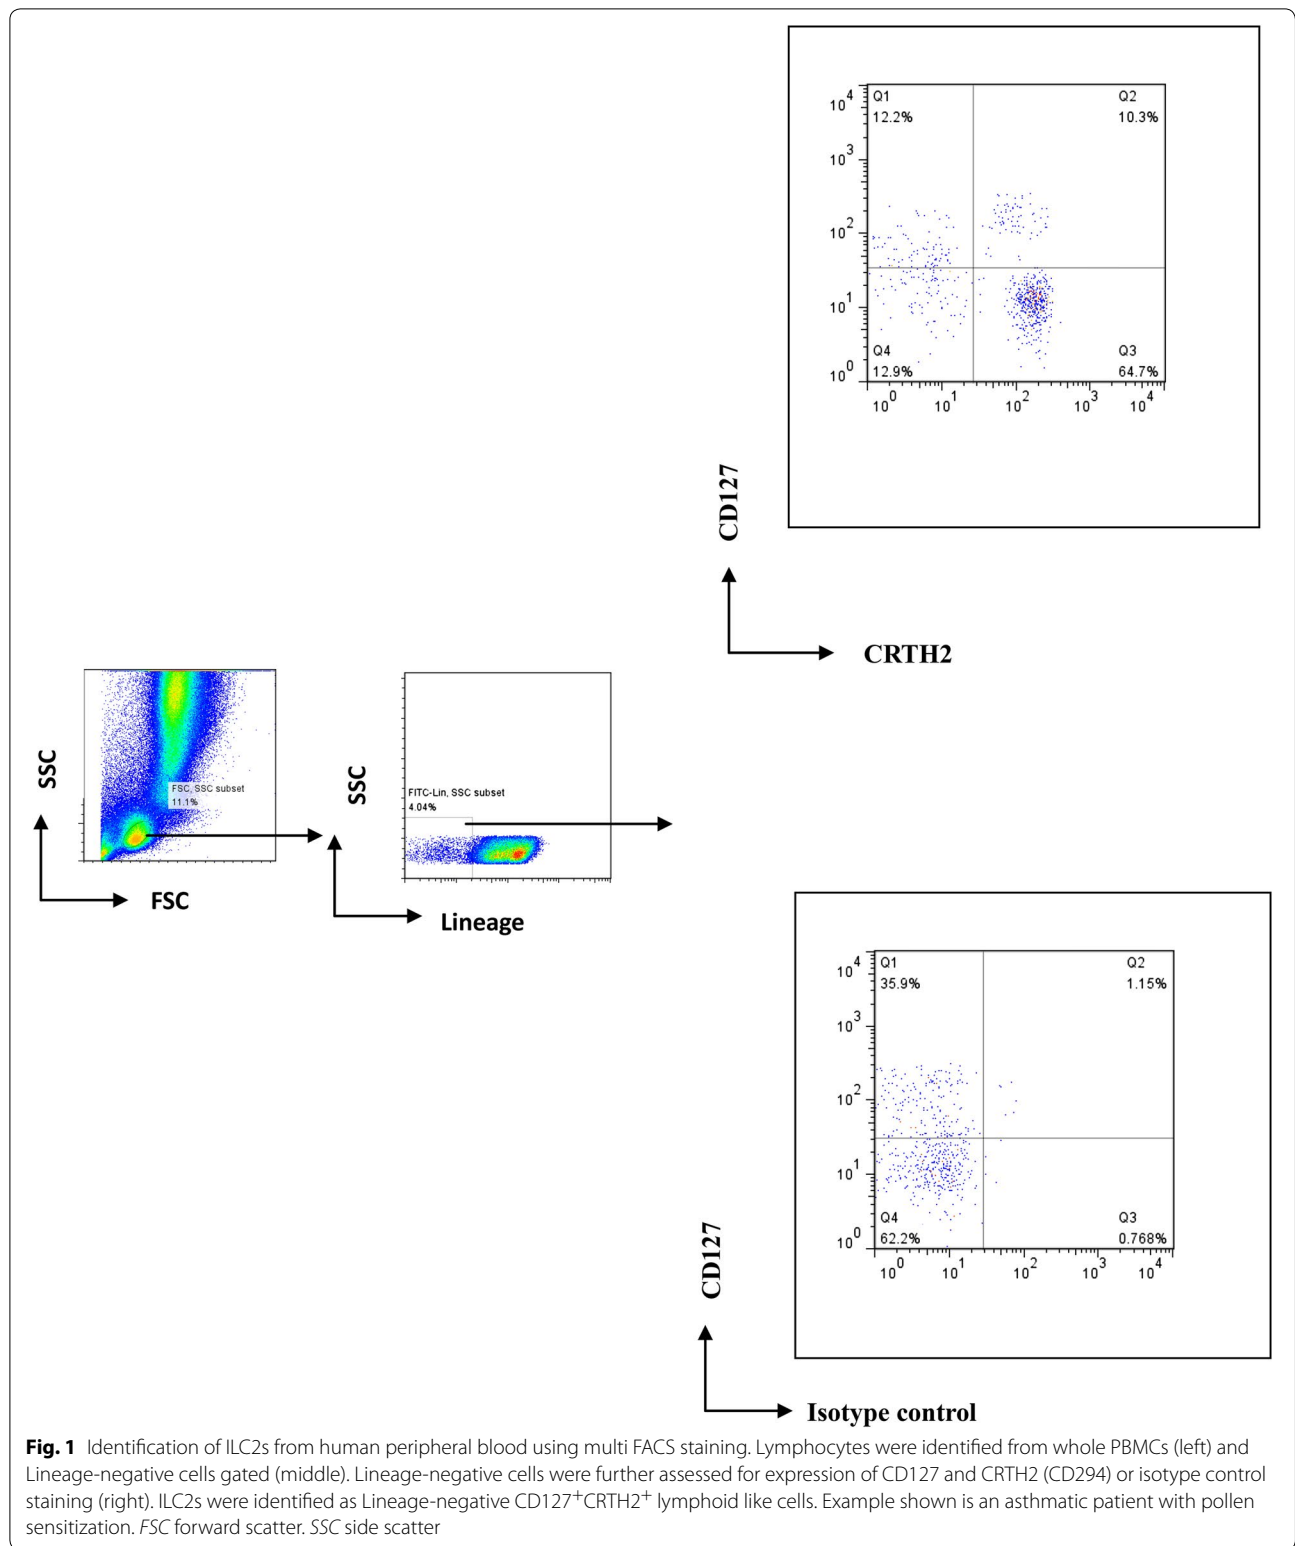 Q1
Q2
12.2%
10.3%
10^4
10^3
10^2
10^1
10^0
Q4
Q3
12.9%
64.7%
10^0 10^1 10^2 10^3 10^4
CD127
CRTH2
SSC
FSC, SSC subset
11.1%
FSC
SSC
FITC-Lin, SSC subset
4.04%
Lineage
Q1
Q2
35.9%
1.15%
10^4
10^3
10^2
10^1
10^0
Q4
Q3
62.2%
0.768%
10^0 10^1 10^2 10^3 10^4
CD127
Isotype control
Fig. 1 Identification of ILC2s from human peripheral blood using multi FACS staining. Lymphocytes were identified from whole PBMCs (left) and
Lineage-negative cells gated (middle). Lineage-negative cells were further assessed for expression of CD127 and CRTH2 (CD294) or isotype control
staining (right). ILC2s were identified as Lineage-negative CD127+CRTH2+ lymphoid like cells. Example shown is an asthmatic patient with pollen
sensitization. FSC forward scatter. SSC side scatter